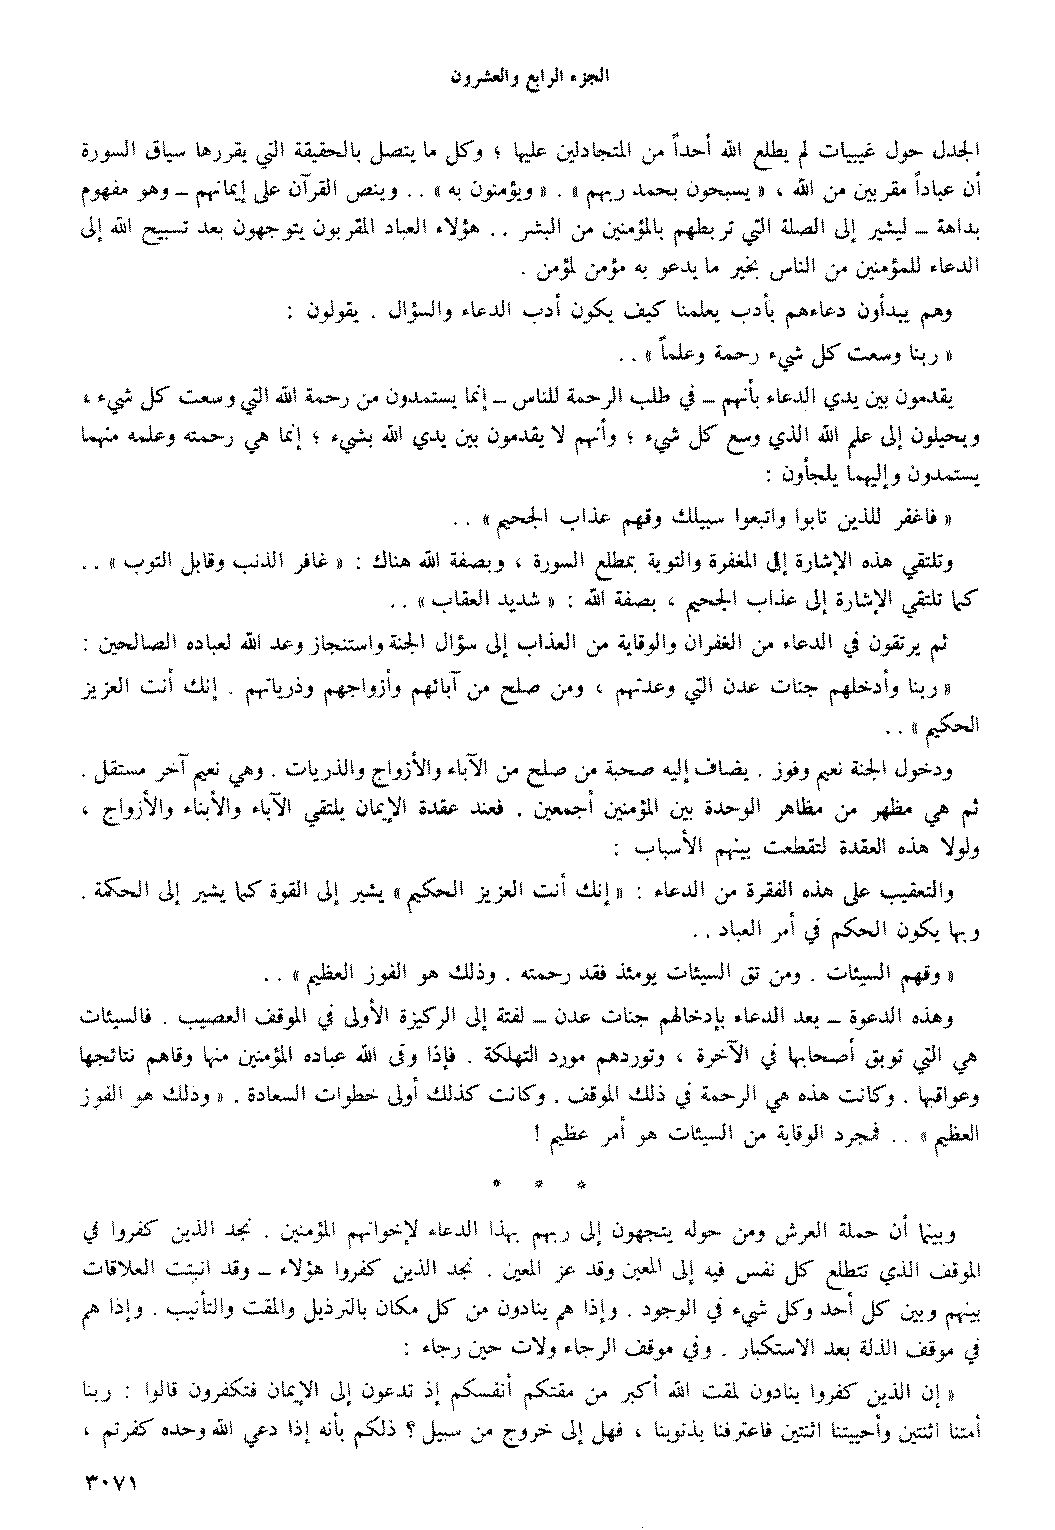 الجزء الرابع والعشرون
الجدل حول غيبيات لم يطلع الله أحداً من المتجادلين عليها ؛ وكل ما يتصل بالحقيقة التي يقررها سياق السورة
أن عباداً مقربين من الله ، « يسبحون بحمد ربهم » . « ويؤمنون به » . . وينص القرآن على إيمانهم ــ وهو مفهوم
بداهة ــ ليشير إلى الصلة التي تربطهم بالمؤمنين من البشر . . هؤلاء العباد المقربون يتوجهون بعد تسبيح الله إلى
الدعاء للمؤمنين من الناس بخير ما يدعو به مؤمن لمؤمن .
وهم يبدأون دعاءهم بأدب يعلمنا كيف يكون أدب الدعاء والسؤال . يقولون :
« ربنا وسعت كل شيء رحمة وعلماً » . .
يقدمون بين يدي الدعاء بأنهم ــ في طلب الرحمة للناس ــ إنما يستمدون من رحمة الله التي وسعت كل شيء ،
ويحيلون إلى علم الله الذي وسع كل شيء ؛ وأنهم لا يقدمون بين يدي الله بشيء ؛ إنما هي رحمته وعلمه منهما
يستمدون وإليهما يلجأون :
« فاغفر للذين تابوا واتبعوا سبيلك وقهم عذاب الجحيم » . .
وتلتقي هذه الإشارة إلى المغفرة والتوبة بمطلع السورة ، وبصفة الله هناك : « غافر الذنب وقابل التوب » . .
كما تلتقي الإشارة إلى عذاب الجحيم ، بصفة الله : « شديد العقاب » . .
ثم يرتقون في الدعاء من الغفران والوقاية من العذاب إلى سؤال الجنة واستنجاز وعد الله لعباده الصالحين :
« ربنا وأدخلهم جنات عدن التي وعدتهم ، ومن صلح من آبائهم وأزواجهم وذرياتهم . إنك أنت العزيز
الحكيم » . .
ودخول الجنة نعيم وفوز . يضاف إليه صحبة من صلح من الآباء والأزواج والذريات . وهي نعيم آخر مستقل .
ثم هي مظهر من مظاهر الوحدة بين المؤمنين أجمعين . فعند عقدة الإيمان يلتقي الآباء والأبناء والأزواج ،
ولولا هذه العقدة لتقطعت بينهم الأسباب :
والتعقيب على هذه الفقرة من الدعاء : « إنك أنت العزيز الحكيم » يشير إلى القوة كما يشير إلى الحكمة .
وبها يكون الحكم في أمر العباد . .
« وقهم السيئات . ومن تق السيئات يومئذ فقد رحمته . وذلك هو الفوز العظيم » . .
وهذه الدعوة ــ بعد الدعاء بإدخالهم جنات عدن ــ لفتة إلى الركيزة الأولى في الموقف العصيب . فالسيئات
هي التي توبق أصحابها في الآخرة ، وتوردهم مورد التهلكة . فإذا وقى الله عباده المؤمنين منها وقاهم نتائجها
وعواقبها . وكانت هذه هي الرحمة في ذلك الموقف . وكانت كذلك أولى خطوات السعادة . « وذلك هو الفوز
العظيم » . . فمجرد الوقاية من السيئات هو أمر عظيم !
* * *
وبينما أن حملة العرش ومن حوله يتجهون إلى ربهم بهذا الدعاء لإخوانهم المؤمنين . نجد الذين كفروا في
الموقف الذي تتطلع كل نفس فيه إلى المعين وقد عز المعين . نجد الذين كفروا هؤلاء ــ وقد انبتت العلاقات
بينهم وبين كل أحد وكل شيء في الوجود . وإذا هم ينادون من كل مكان بالترذيل والمقت والتأنيب . وإذا هم
في موقف الذلة بعد الاستكبار . وفي موقف الرجاء ولات حين رجاء :
« إن الذين كفروا ينادون لمقت الله أكبر من مقتكم أنفسكم إذ تدعون إلى الإيمان فتكفرون قالوا : ربنا
أمتنا اثنتين وأحييتنا اثنتين فاعترفنا بذنوبنا ، فهل إلى خروج من سبيل ؟ ذلكم بأنه إذا دعي الله وحده كفرتم ،
٣٠٧١